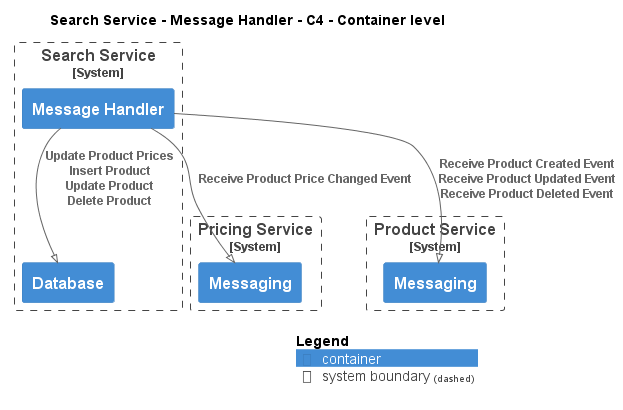 Search Service - Message Handler - C4 - Container level
Search Service
[System]
Message Handler
Update Product Prices
Insert Product
Update Product
Delete Product
Receive Product Price Changed Event
Receive Product Created Event
Receive Product Updated Event
Receive Product Deleted Event
Pricing Service
[System]
Product Service
[System]
Database
Messaging
Messaging
Legend
container
system boundary (dashed)